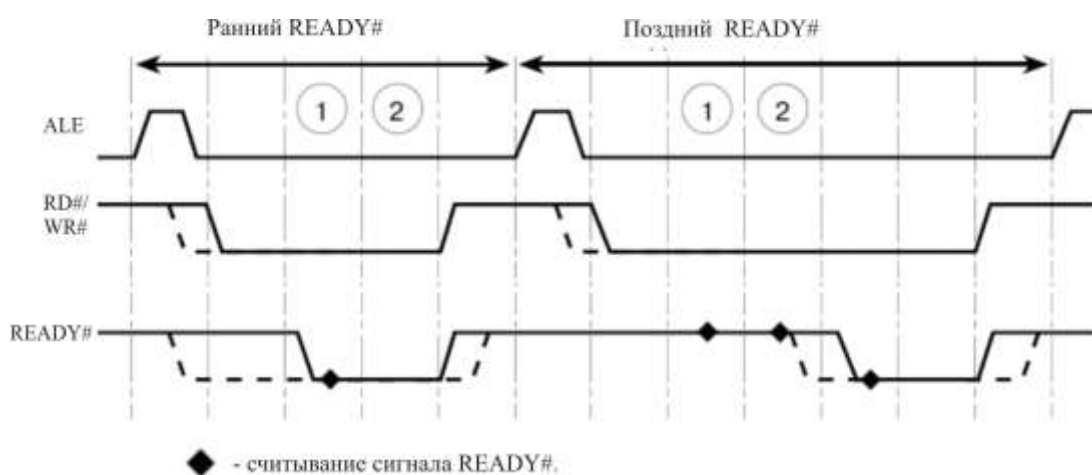 Ранний READY#
Поздний READY#
1 2 1 2
ALE
RD#/
WR#
READY#
- считывание сигнала READY#.